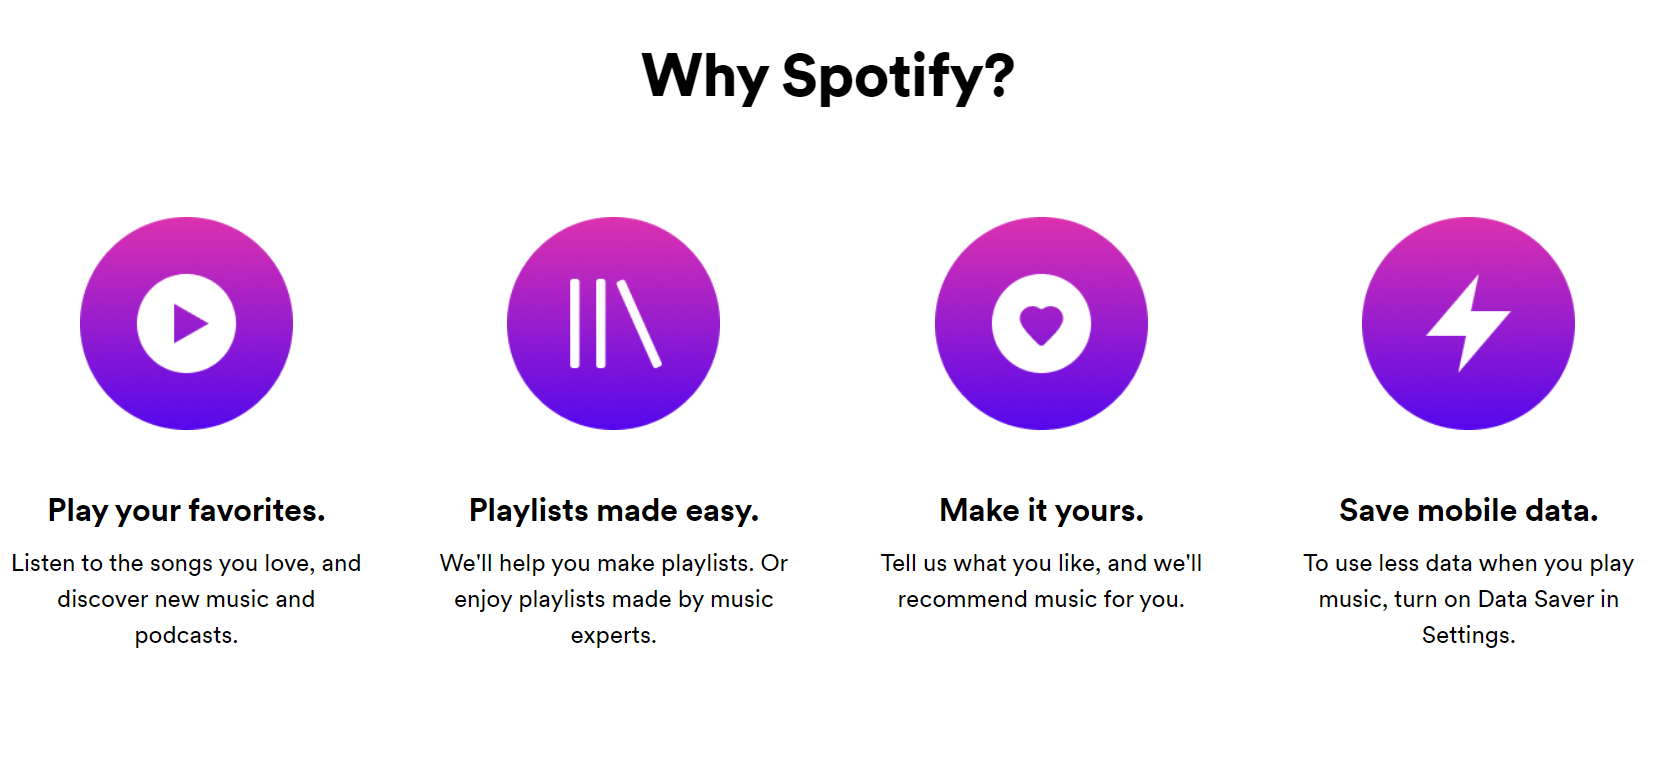 Why Spotify?
Play your favorites.
Listen to the songs you love, and
discover new music and
podcasts.
Playlists made easy.
We'll help you make playlists. Or
enjoy playlists made by music
experts.
Make it yours.
Tell us what you like, and we'll
recommend music for you.
Save mobile data.
To use less data when you play
music, turn on Data Saver in
Settings.